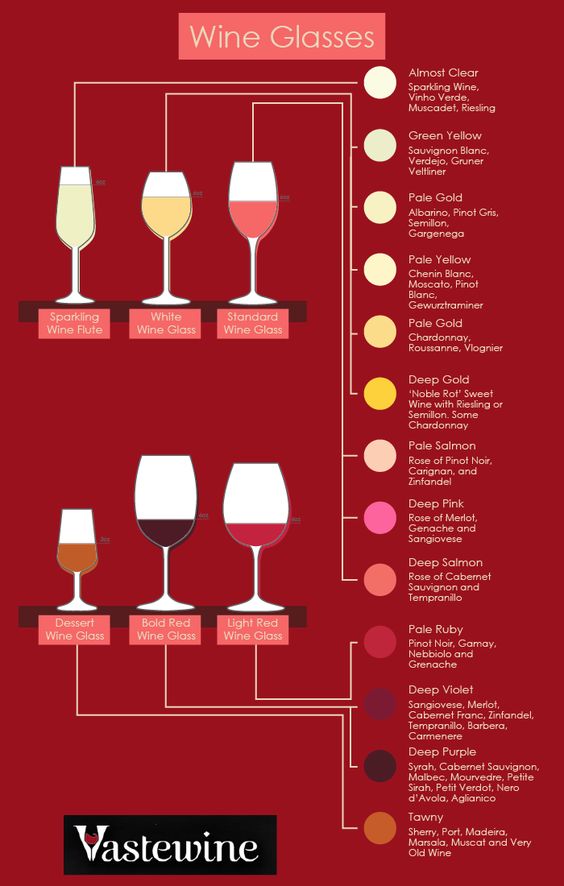 Wine Glasses
Almost Clear
Sparkling Wine,
Vinho Verde,
Muscadet, Riesling
Green Yellow
Sauvignon Blanc,
Verdejo, Gruner
Veltliner
Pale Gold
Albarino, Pinot Gris,
Semillon,
Gargenega
Pale Yellow
Chenin Blanc,
Moscato, Pinot
Blanc,
Gewurztraminer
Pale Gold
Chardonnay,
Roussanne, Viognier
Deep Gold
‘Noble Rot’ Sweet
Wine with Riesling or
Semillon. Some
Chardonnay
Pale Salmon
Rose of Pinot Noir,
Carignan, and
Zinfandel
Deep Pink
Rose of Merlot,
Genache and
Sangiovese
Deep Salmon
Rose of Cabernet
Sauvignon and
Tempranillo
Pale Ruby
Pinot Noir, Gamay,
Nebbiolo and
Grenache
Deep Violet
Sangiovese, Merlot,
Cabernet Franc, Zinfandel,
Tempranillo, Barbera,
Carmenere
Deep Purple
Syrah, Cabernet Sauvignon,
Malbec, Mourvedre, Petite
Sirah, Petit Verdot, Nero
d’Avola, Aglianico
Tawny
Sherry, Port, Madeira,
Marsala, Muscat and Very
Old Wine
Sparkling
Wine Flute
White
Wine Glass
Standard
Wine Glass
3oz
Dessert
Wine Glass
Bold Red
Wine Glass
Light Red
Wine Glass
Vastewine